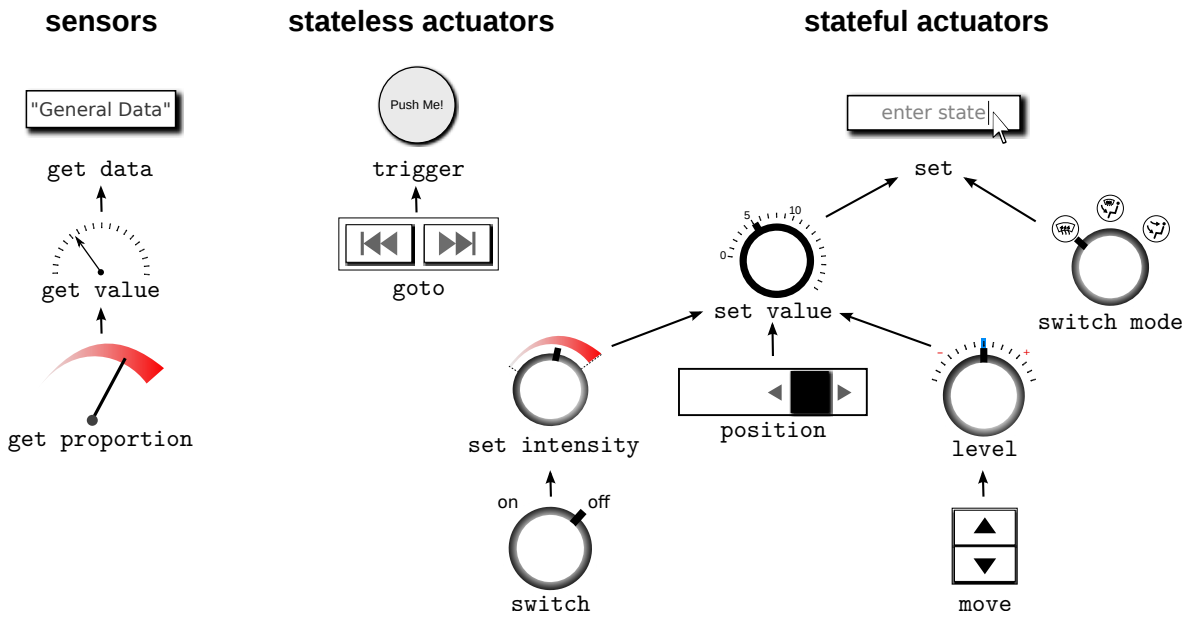 sensors
stateless actuators
stateful actuators
"General Data"
Push Me!
enter state
get data
trigger
set
5
10
0
get value
goto
set value
switch mode
-
+
get proportion
set intensity
position
level
on
off
switch
move